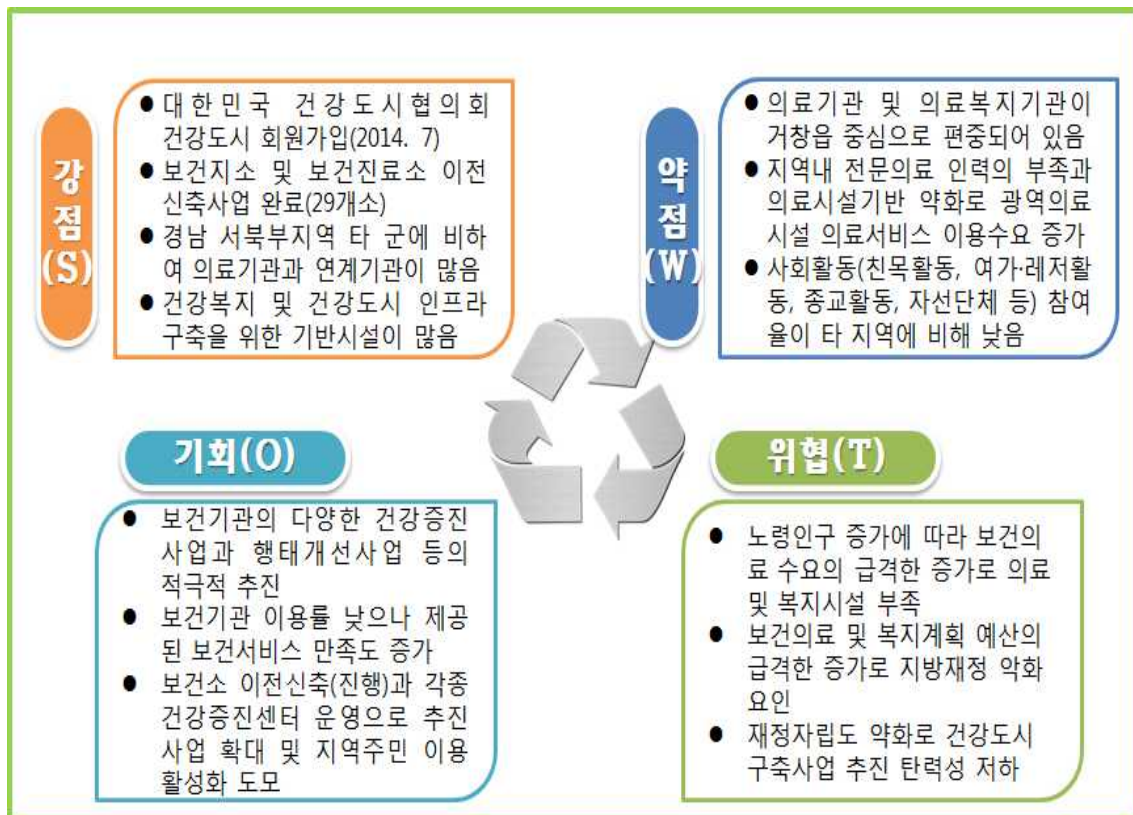 강
점
(S)
● 대한민국 건강도시협의회
건강도시 회원가입(2014. 7)
● 보건지소 및 보건진료소 이전
신축사업 완료(29개소)
● 경남 서북부지역 타 군에 비하
여 의료기관과 연계기관이 많음
● 건강복지 및 건강도시 인프라
구축을 위한 기반시설이 많음
약
점
(W)
● 의료기관 및 의료복지기관이
거창읍 중심으로 편중되어 있음
● 지역내 전문의료 인력의 부족과
의료시설기반 약화로 광역의료
시설 의료서비스 이용수요 증가
● 사회활동(친목활동, 여가·레저활
동, 종교활동, 자선단체 등) 참여
율이 타 지역에 비해 낮음
기회(O)
● 보건기관의 다양한 건강증진
사업과 행태개선사업 등의
적극적 추진
● 보건기관 이용률 낮으나 제공
된 보건서비스 만족도 증가
● 보건소 이전신축(진행)과 각종
건강증진센터 운영으로 추진
사업 확대 및 지역주민 이용
활성화 도모
위협(T)
● 노령인구 증가에 따라 보건의
료 수요의 급격한 증가로 의료
및 복지시설 부족
● 보건의료 및 복지계획 예산의
급격한 증가로 지방재정 악화
요인
● 재정자립도 약화로 건강도시
구축사업 추진 탄력성 저하